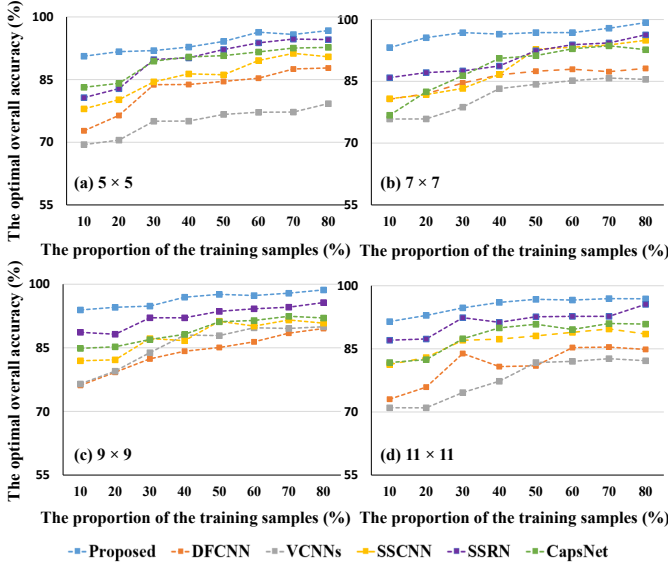 The optimal overall accuracy (%)
100
85
70
55
(a) 5 × 5
10 20 30 40 50 60 70 80
The proportion of the training samples (%)
100
85
70
55
(b) 7 × 7
10 20 30 40 50 60 70 80
The proportion of the training samples (%)
The optimal overall accuracy (%)
100
85
70
55
(c) 9 × 9
10 20 30 40 50 60 70 80
The proportion of the training samples (%)
100
85
70
55
(d) 11 × 11
10 20 30 40 50 60 70 80
The proportion of the training samples (%)
Proposed DFCNN VCNNs SSCNN SSRN CapsNet